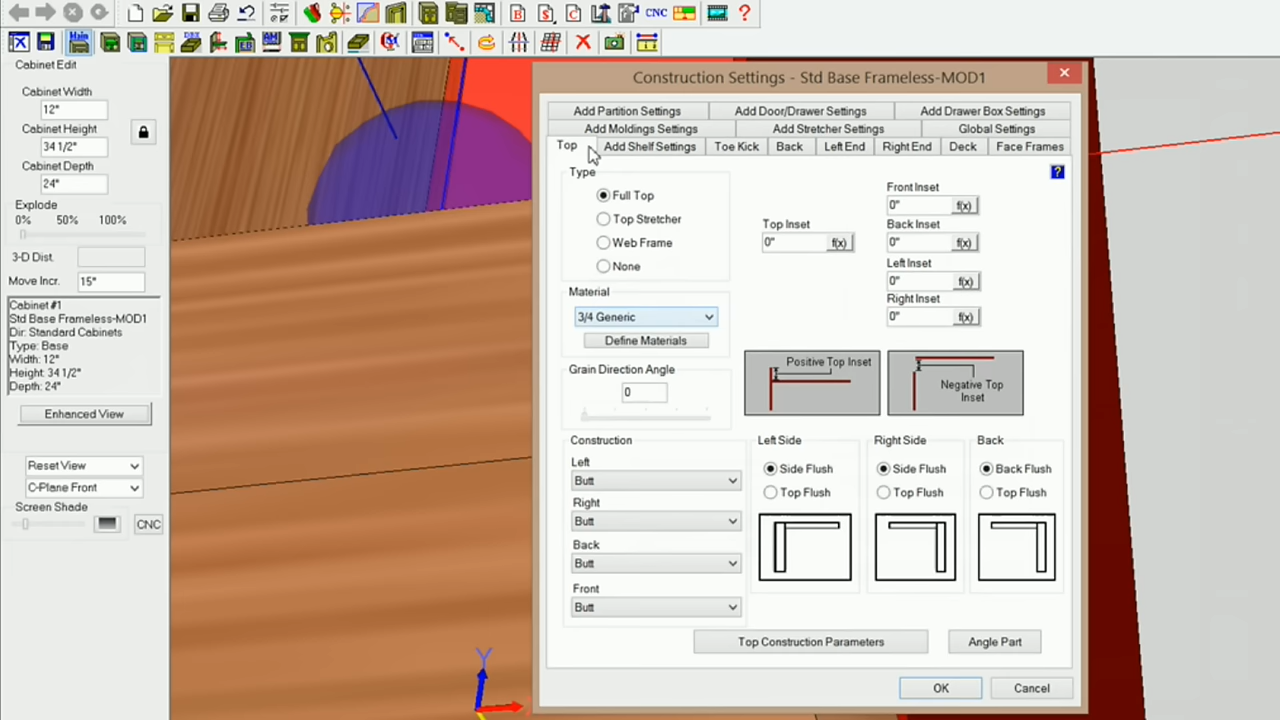 B
$
C
CNC
?
Main
Cabinet Edit
Cabinet Width
12"
Cabinet Height
34 1/2"
Cabinet Depth
24"
Explode
0% 50% 100%
3-D Dist.
Move Incr. 15"
Cabinet #1
Std Base Frameless-MOD1
Dir: Standard Cabinets
Type: Base
Width: 12"
Height: 34 1/2"
Depth: 24"
Enhanced View
Reset View
C-Plane Front
Screen Shade
CNC
Y
Construction Settings - Std Base Frameless-MOD1
Add Partition Settings Add Door/Drawer Settings Add Drawer Box Settings
Add Moldings Settings Add Stretcher Settings Global Settings
Top Add Shelf Settings Toe Kick Back Left End Right End Deck Face Frames
?
Type
Full Top
Top Stretcher
Web Frame
None
Top Inset
0" f(x)
Front Inset
0" f(x)
Back Inset
0" f(x)
Left Inset
0" f(x)
Right Inset
0" f(x)
Material
3/4 Generic
Define Materials
Grain Direction Angle
0
Positive Top Inset
Negative Top
Inset
Construction
Left
Butt
Right
Butt
Back
Butt
Front
Butt
Left Side
Side Flush
Top Flush
Right Side
Side Flush
Top Flush
Back
Back Flush
Top Flush
Top Construction Parameters Angle Part
OK Cancel